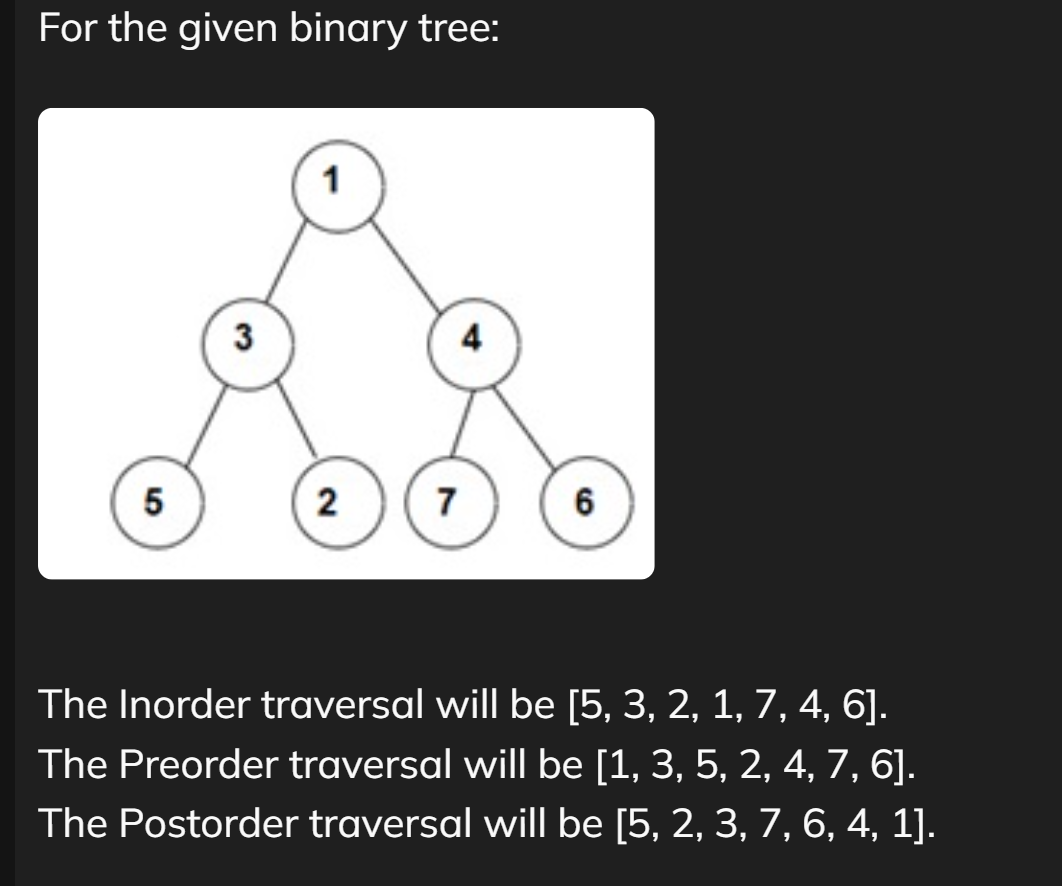 For the given binary tree:
1
3 4
5 2 7 6
The Inorder traversal will be [5, 3, 2, 1, 7, 4, 6].
The Preorder traversal will be [1, 3, 5, 2, 4, 7, 6].
The Postorder traversal will be [5, 2, 3, 7, 6, 4, 1].